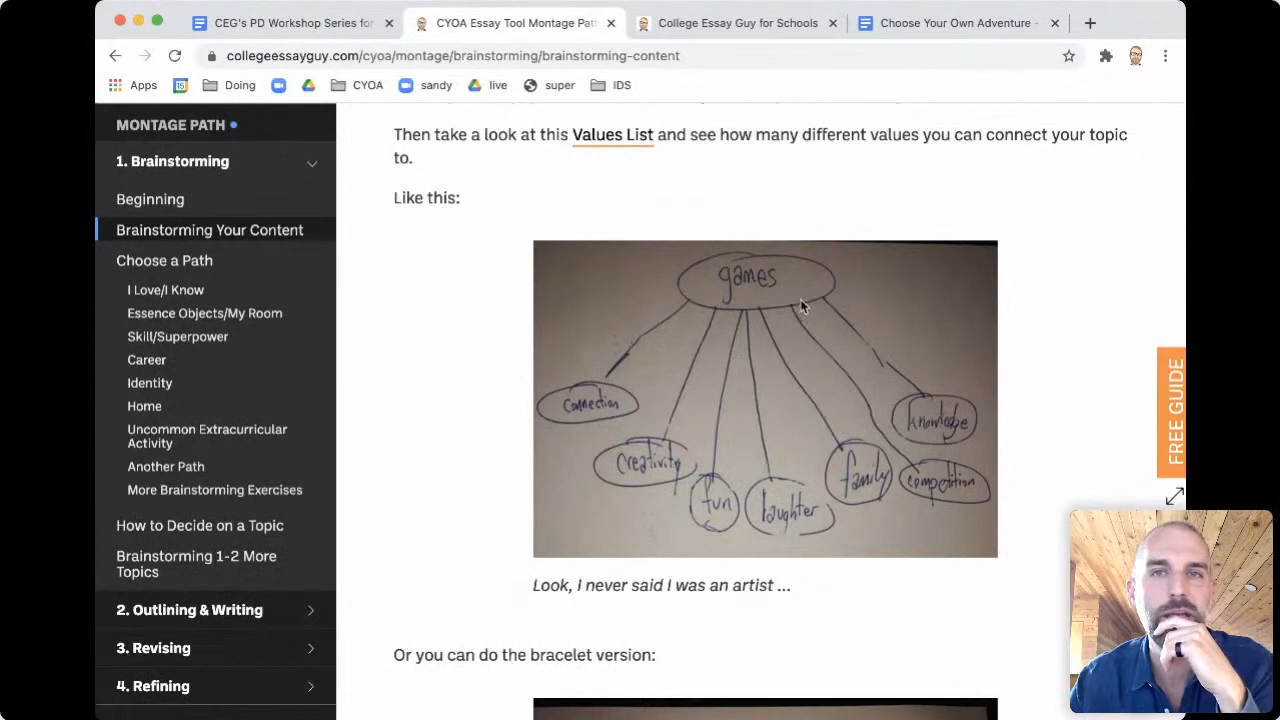 CEG's PD Workshop Series for
CYOA Essay Tool Montage Pat
College Essay Guy for Schools
Choose Your Own Adventure -
collegeessayguy.com/cyoa/montage/brainstorming/brainstorming-content
Apps
15
Doing
CYOA
sandy
live
super
IDS
MONTAGE PATH
1. Brainstorming
Beginning
Brainstorming Your Content
Choose a Path
I Love/I Know
Essence Objects/My Room
Skill/Superpower
Career
Identity
Home
Uncommon Extracurricular
Activity
Another Path
More Brainstorming Exercises
How to Decide on a Topic
Brainstorming 1-2 More
Topics
2. Outlining & Writing
3. Revising
4. Refining
Then take a look at this Values List and see how many different values you can connect your topic
to.
Like this:
games
connection
creativity
fun
laughter
family
competition
knowledge
Look, I never said I was an artist ...
Or you can do the bracelet version:
FREE GUIDE